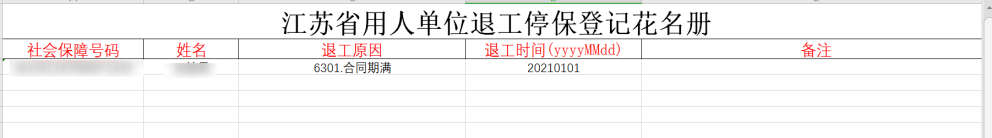 江苏省用人单位退工停保登记花名册
社会保障号码 姓名 退工原因 退工时间(yyyyMMdd) 备注
6301.合同期满 20210101